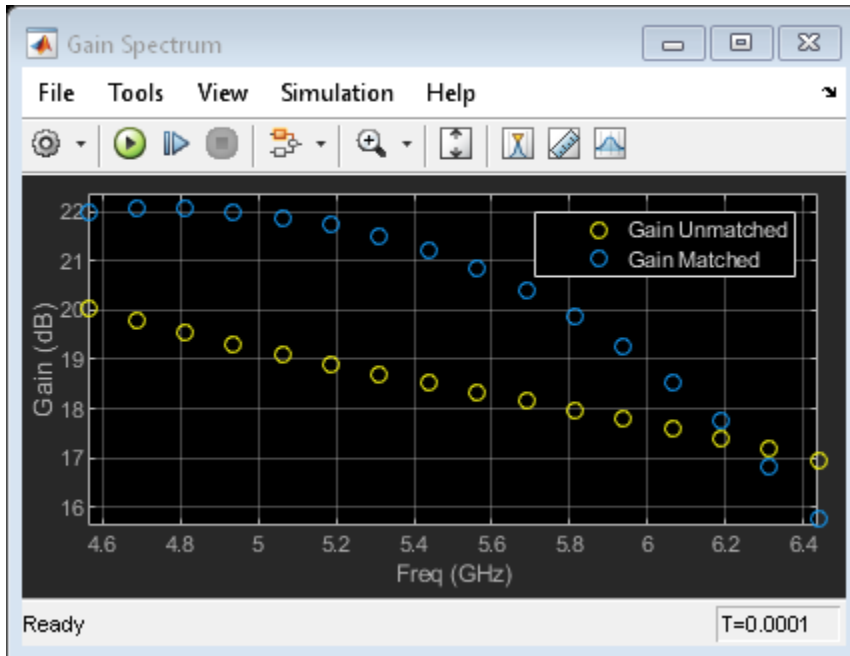 Gain Spectrum
File Tools View Simulation Help
22
21
20
19
18
17
16
Gain (dB)
Gain Unmatched
Gain Matched
4.6 4.8 5 5.2 5.4 5.6 5.8 6 6.2 6.4
Freq (GHz)
Ready T=0.0001